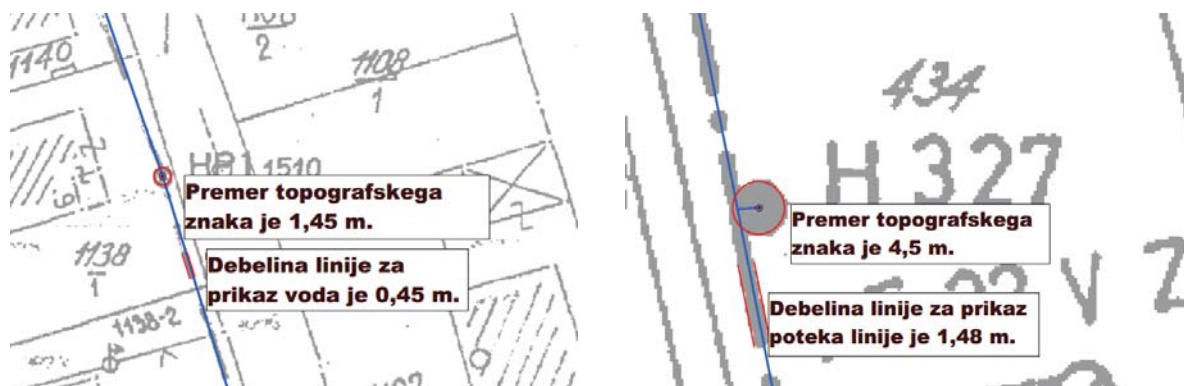 1108
2
1140
1108
1
1510
Premer topografskega
znaka je 1,45 m.
1138
1
Debelina linije za
prikaz voda je 0,45 m.
1138-2
434
H 327
Premer topografskega
znaka je 4,5 m.
V 2
Debelina linije za prikaz
poteka linije je 1,48 m.